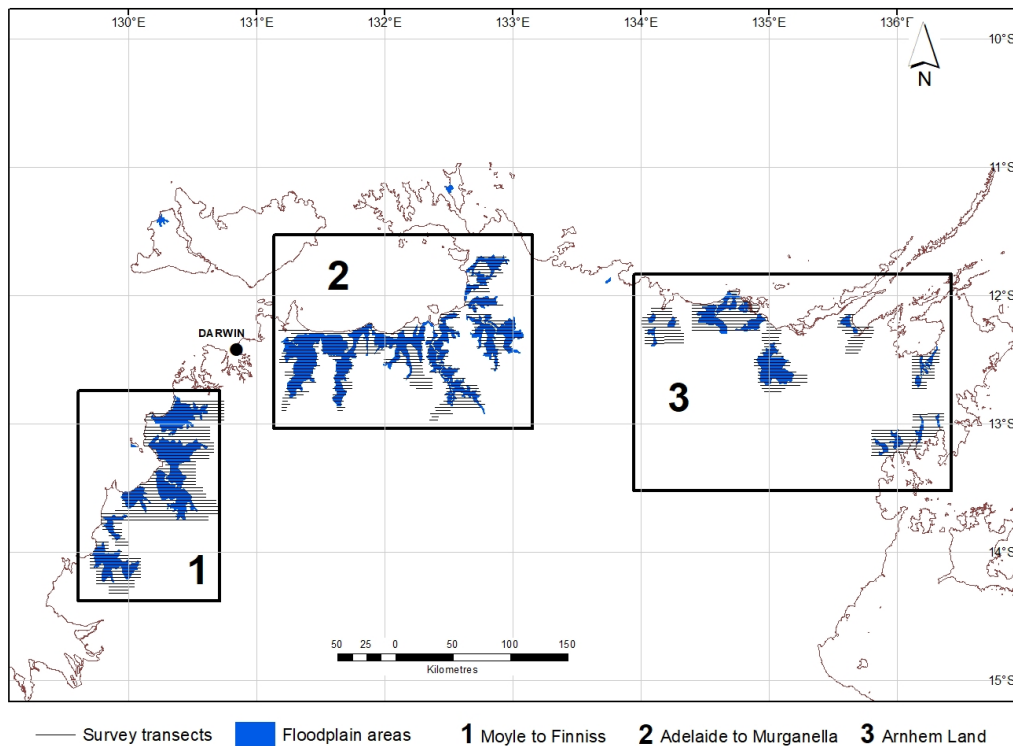 130°E 131°E 132°E 133°E 134°E 135°E 136°E
10°S
N
11°S
2
12°S
DARWIN
3
13°S
14°S
1
50 25 0 50 100 150
Kilometres
15°S
Survey transects Floodplain areas 1 Moyle to Finniss 2 Adelaide to Murganella 3 Arnhem Land